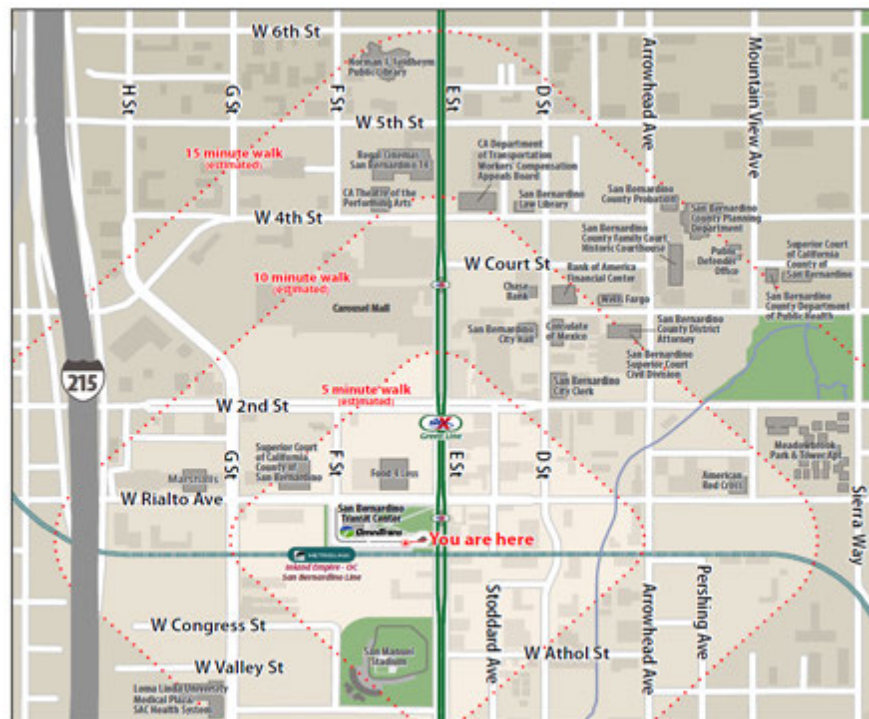 W 6th St
Norman F. Feldheym
Public Library
H St
G St
F St
E St
D St
Arrowhead Ave
Mountain View Ave
W 5th St
15 minute walk
(estimated)
Regal Cinemas
San Bernardino 14
CA Department
of Transportation
Workers' Compensation
Appeals Board
CA Theatre of the
Performing Arts
San Bernardino
Law Library
San Bernardino
County Probation
San Bernardino
County Planning
Department
W 4th St
San Bernardino
County Family Court
Historic Courthouse
Public
Defender
Office
Superior Court
of California
County of
San Bernardino
W Court St
10 minute walk
(estimated)
Bank of America
Financial Center
Chase
Bank
Wells Fargo
San Bernardino
County Department
of Public Health
Carousel Mall
San Bernardino
City Hall
Consulate
of Mexico
San Bernardino
County District
Attorney
San Bernardino
Superior Court
Civil Division
215
5 minute walk
(estimated)
San Bernardino
City Clerk
W 2nd St
Green Line
G St
Superior Court
of California
County of
San Bernardino
F St
Food 4 Less
E St
D St
Meadowbrook
Park & Tower Apt
Marshalls
American
Red Cross
W Rialto Ave
Sierra Way
San Bernardino
Transit Center
OmniTrans
You are here
METROLINK
Inland Empire - OC
San Bernardino Line
Stoddard Ave
Arrowhead Ave
Pershing Ave
W Congress St
W Valley St
San Manuel
Stadium
W Athol St
Loma Linda University
Medical Plaza
SAC Health System